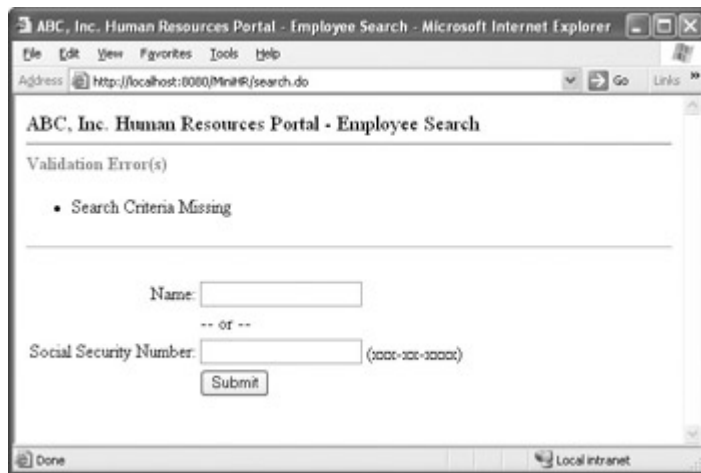 ABC, Inc. Human Resources Portal - Employee Search - Microsoft Internet Explorer
File Edit View Favorites Tools Help
Address http://localhost:8080/MiniHR/search.do Go Links »
ABC, Inc. Human Resources Portal - Employee Search
Validation Error(s)
• Search Criteria Missing
Name:
-- or --
Social Security Number: (xxx-xx-xxxx)
Submit
Done Local intranet